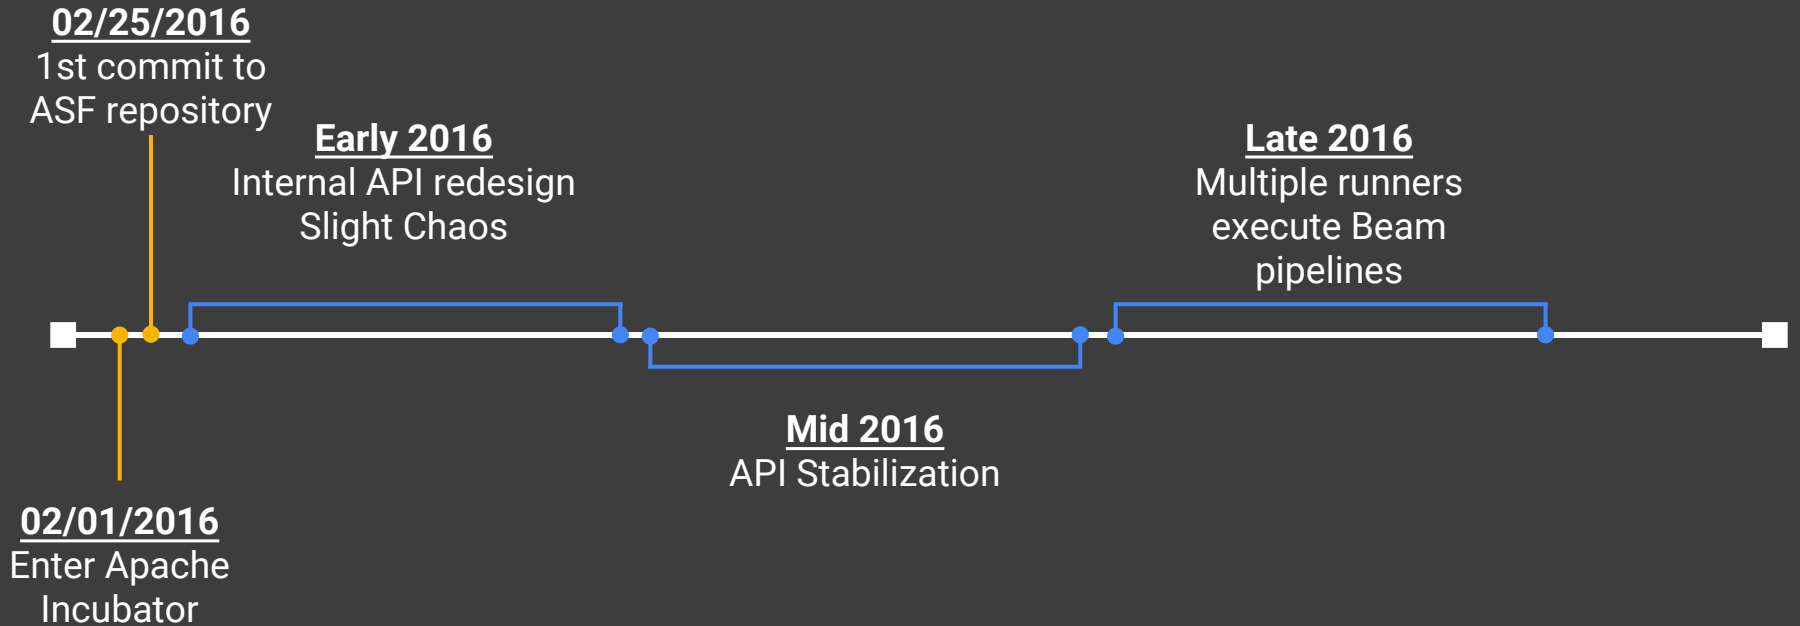 02/25/2016
1st commit to
ASF repository
Early 2016
Internal API redesign
Slight Chaos
Late 2016
Multiple runners
execute Beam
pipelines
Mid 2016
API Stabilization
02/01/2016
Enter Apache
Incubator